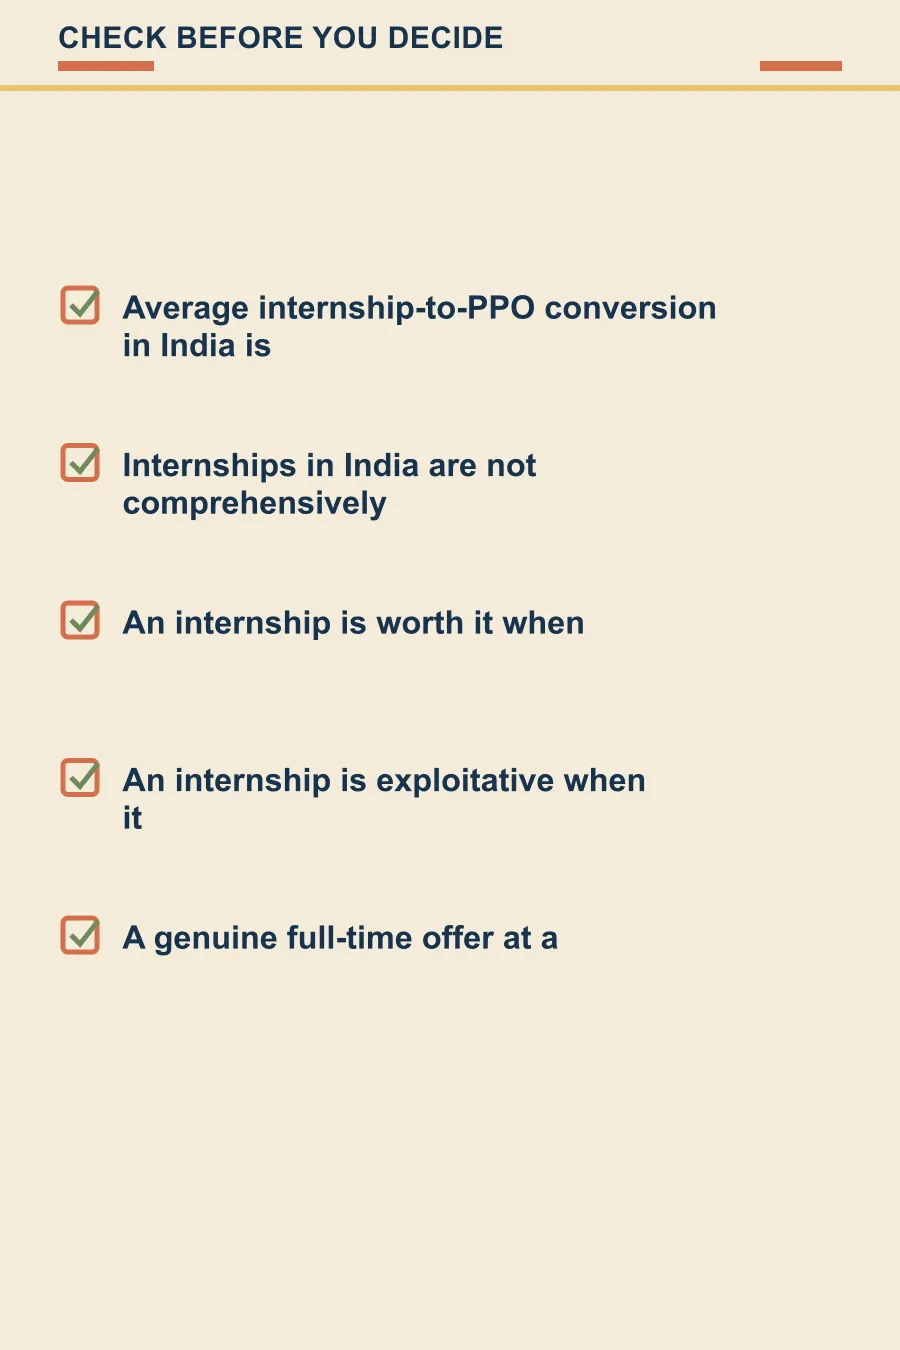 CHECK BEFORE YOU DECIDE
Average internship-to-PPO conversion
in India is
Internships in India are not
comprehensively
An internship is worth it when
An internship is exploitative when
it
A genuine full-time offer at a